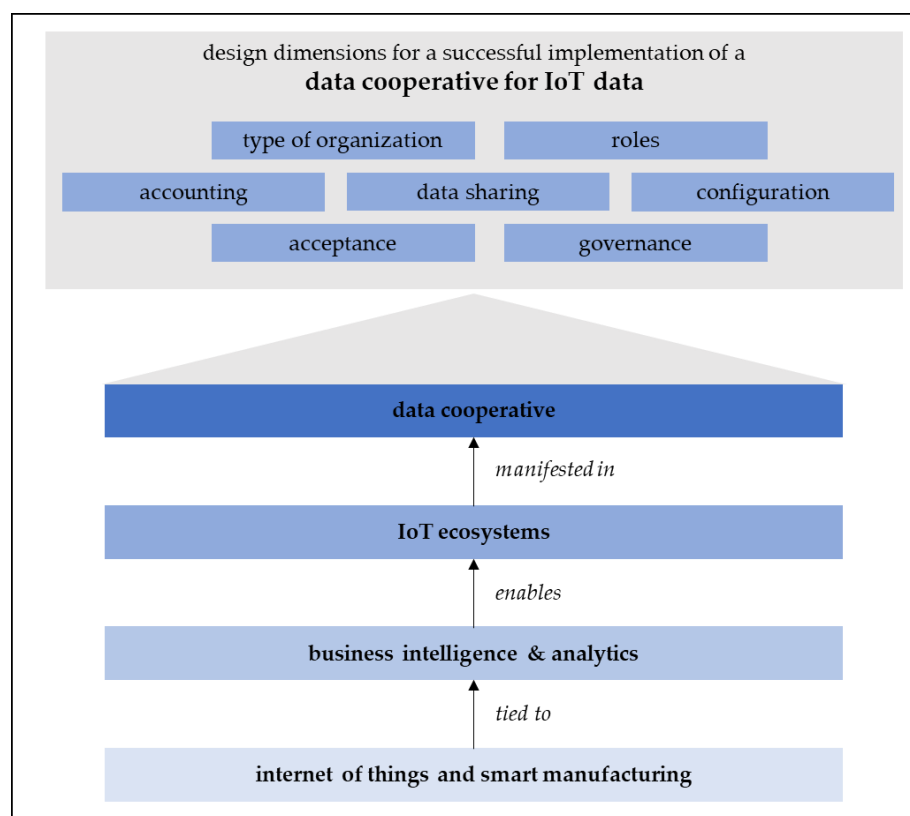 design dimensions for a successful implementation of a
data cooperative for IoT data
type of organization
roles
accounting
data sharing
configuration
acceptance
governance
data cooperative
manifested in
IoT ecosystems
enables
business intelligence & analytics
tied to
internet of things and smart manufacturing